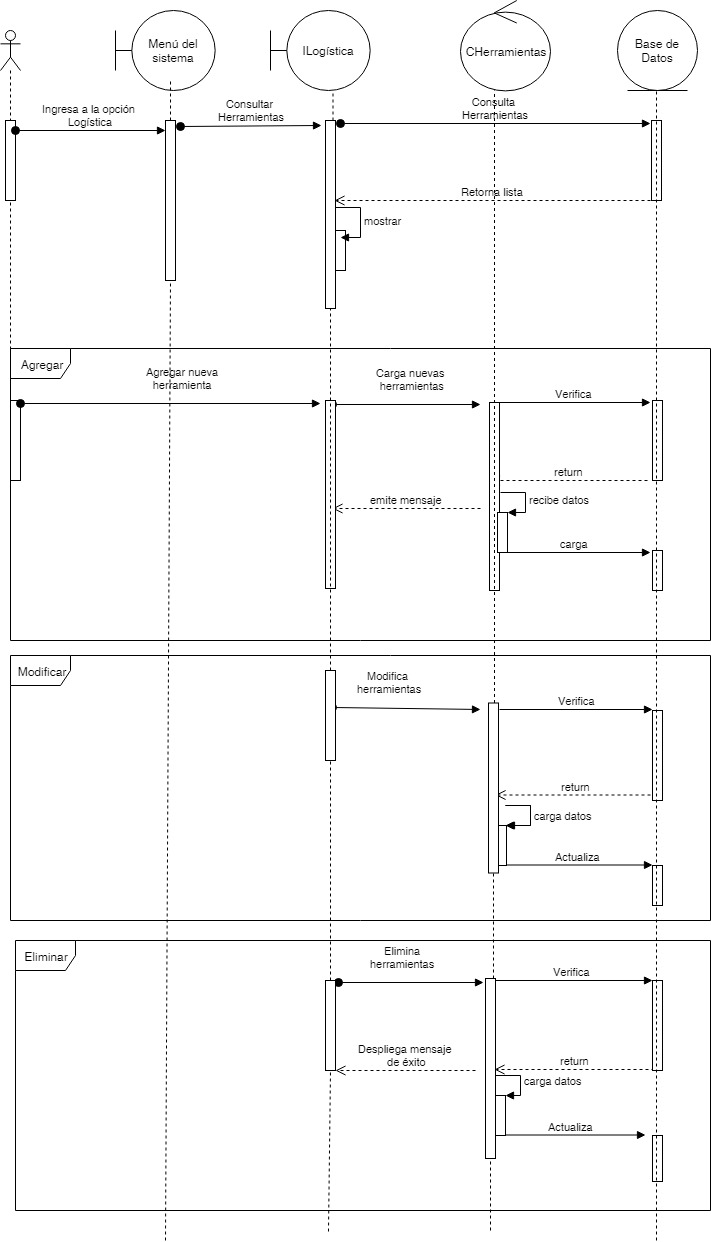 Menú del
sistema
ILogística
CHerramientas
Base de
Datos
Ingresa a la opción
Logística
Consultar
Herramientas
Consulta
Herramientas
Retorna lista
mostrar
Agregar
Agregar nueva
herramienta
Carga nuevas
herramientas
Verifica
return
emite mensaje
recibe datos
carga
Modificar
Modifica
herramientas
Verifica
return
carga datos
Actualiza
Eliminar
Elimina
herramientas
Verifica
Despliega mensaje
de éxito
return
carga datos
Actualiza